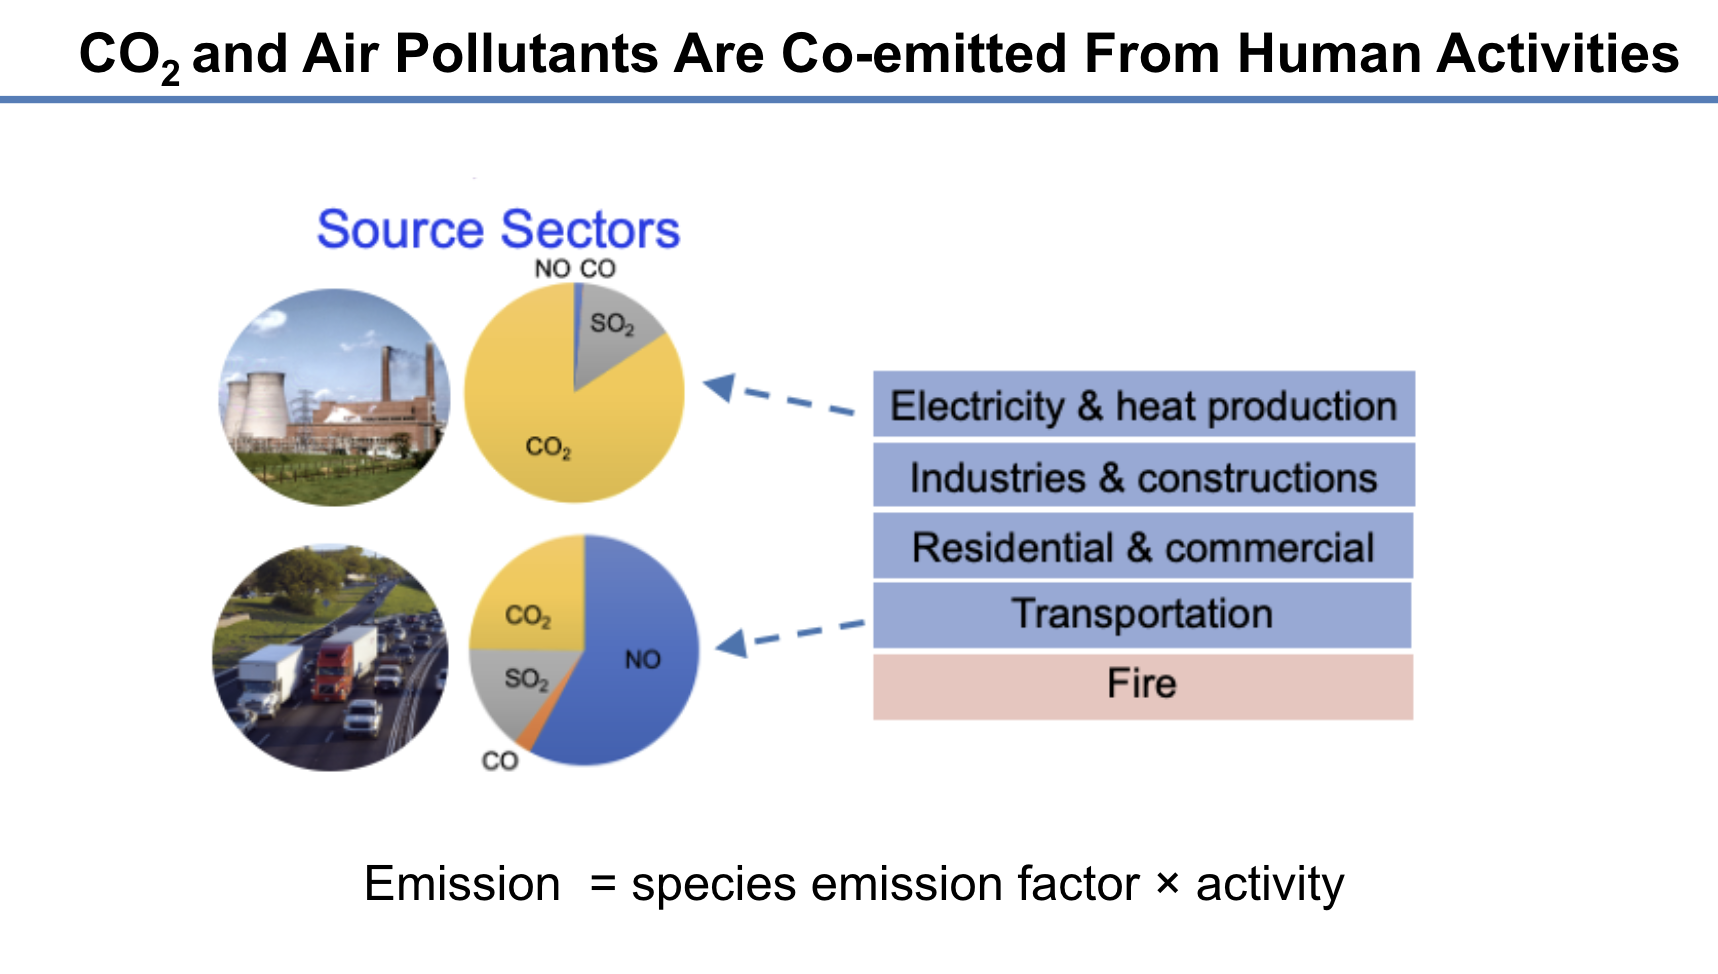 CO₂ and Air Pollutants Are Co-emitted From Human Activities
Source Sectors
NO CO
SO₂
CO₂
CO₂
NO
SO₂
CO
Electricity & heat production
Industries & constructions
Residential & commercial
Transportation
Fire
Emission = species emission factor × activity